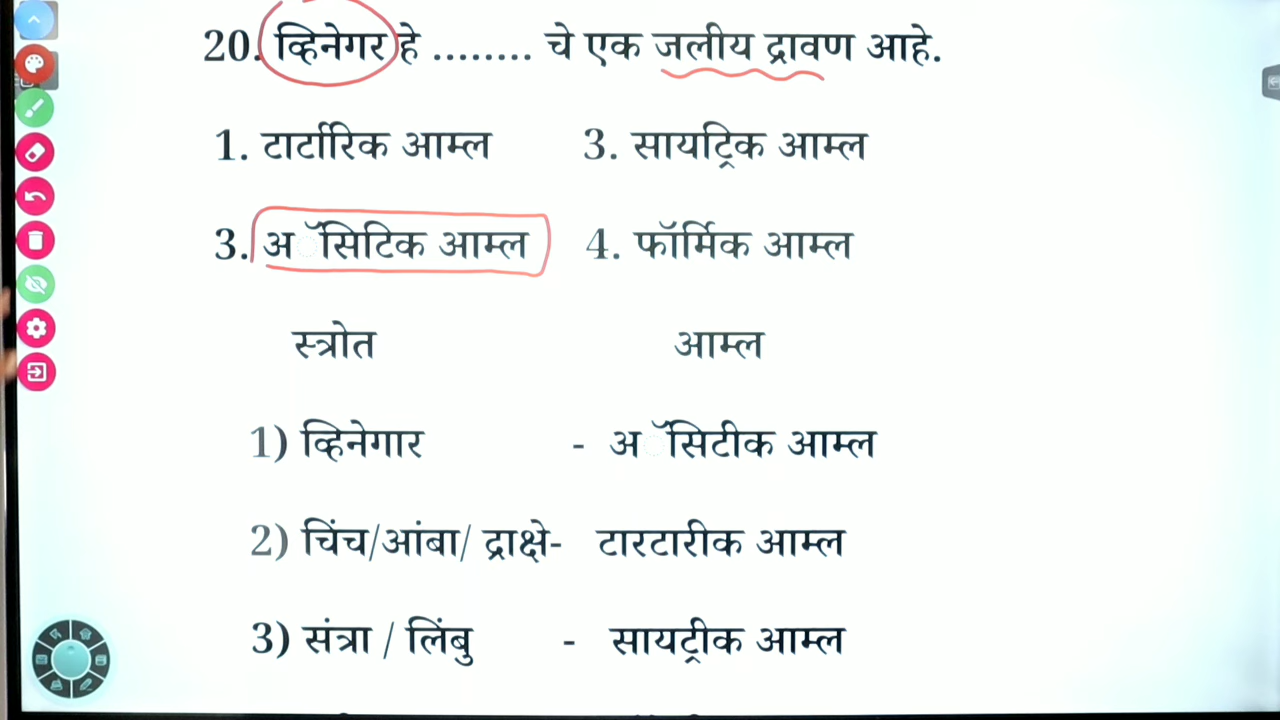 20. व्हिनेगर हे ........ चे एक जलीय द्रावण आहे.
1. टार्टारिक आम्ल 3. सायट्रिक आम्ल
3. अॅसिटिक आम्ल 4. फॉर्मिक आम्ल
स्त्रोत आम्ल
1) व्हिनेगार - अॅसिटीक आम्ल
2) चिंच/आंबा/ द्राक्षे- टारटारीक आम्ल
3) संत्रा / लिंबु - सायट्रीक आम्ल